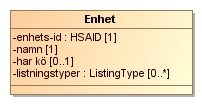 Enhet
-enhets-id : HSAID [1]
-namn [1]
-har kö [0..1]
-listningstyper : ListingType [0..*]